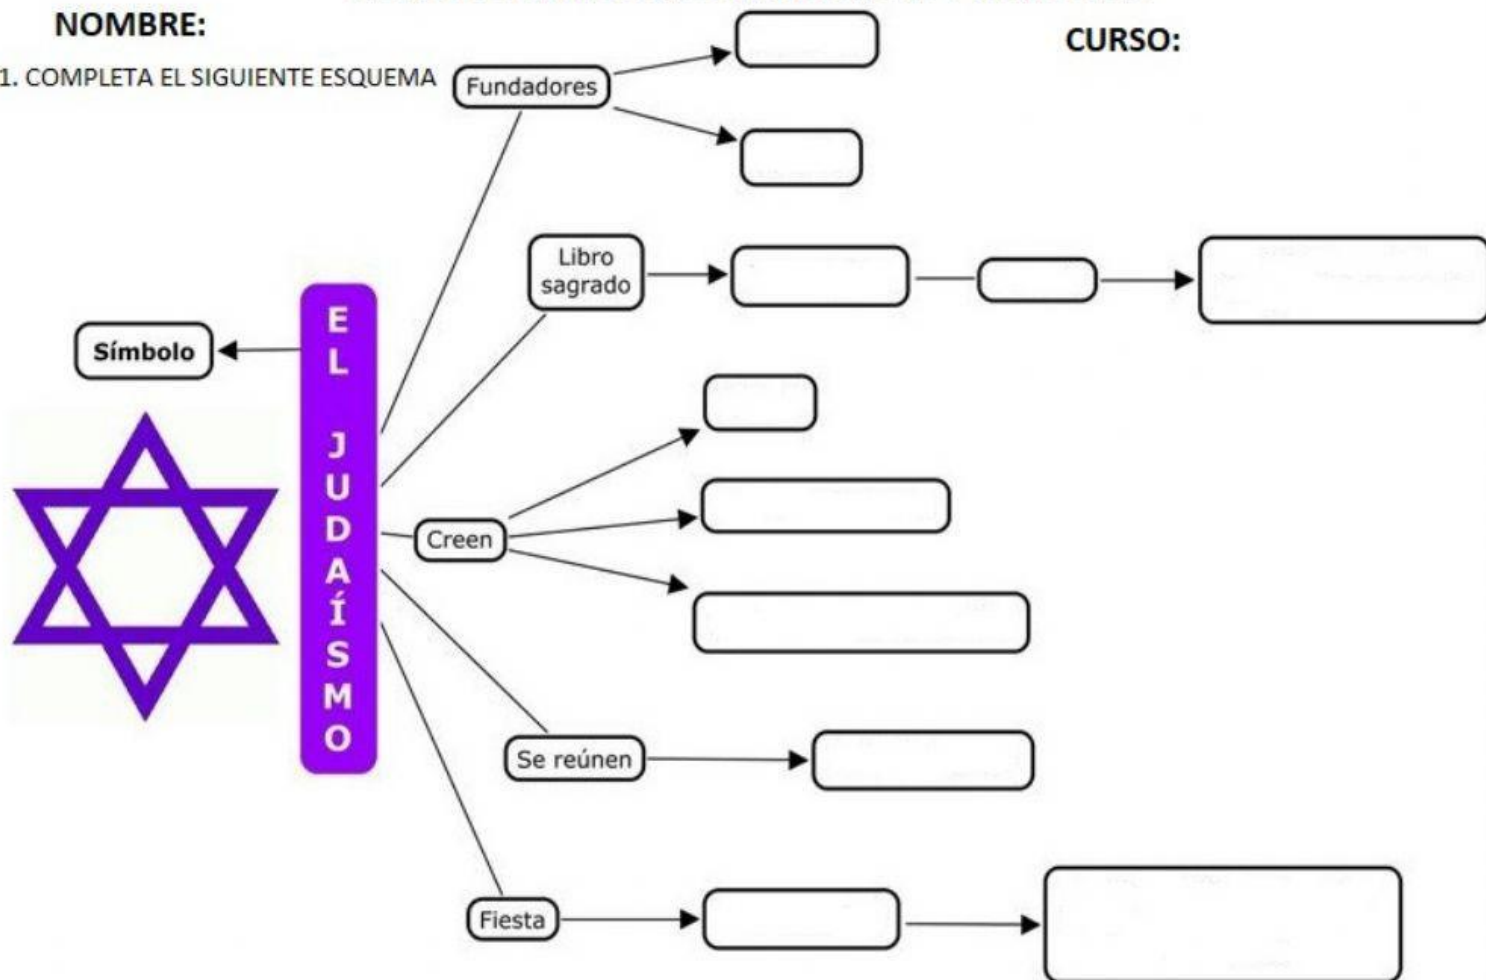 NOMBRE:
CURSO:
1. COMPLETA EL SIGUIENTE ESQUEMA
Fundadores
Libro
sagrado
Símbolo
EL JUDAÍSMO
Creen
Se reúnen
Fiesta